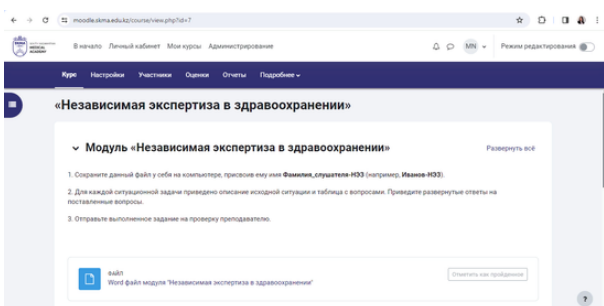 moodle.skma.edu.kz/course/view.php?id=7
SKMA
MEDICAL
ACADEMY
В начало Личный кабинет Мои курсы Администрирование
MN
Режим редактирования
Курс Настройки Участники Оценки Отчеты Подробнее
«Независимая экспертиза в здравоохранении»
Модуль «Независимая экспертиза в здравоохранении»
Развернуть всё
1. Сохраните данный файл у себя на компьютере, присвоив ему имя Фамилия_слушателя-НЭЗ (например, Иванов-НЭЗ).
2. Для каждой ситуационной задачи приведено описание исходной ситуации и таблица с вопросами. Приведите развернутые ответы на
поставленные вопросы.
3. Отправьте выполненное задание на проверку преподавателю.
ФАЙЛ
Word файл модуля "Независимая экспертиза в здравоохранении"
Отметить как пройденное
?